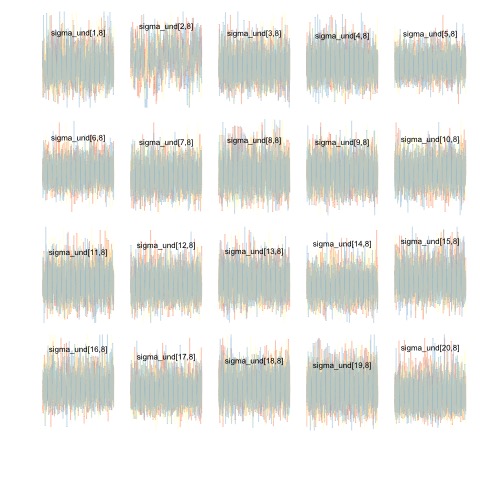 sigma_und[1,8]
sigma_und[2,8]
sigma_und[3,8]
sigma_und[4,8]
sigma_und[5,8]
sigma_und[6,8]
sigma_und[7,8]
sigma_und[8,8]
sigma_und[9,8]
sigma_und[10,8]
sigma_und[11,8]
sigma_und[12,8]
sigma_und[13,8]
sigma_und[14,8]
sigma_und[15,8]
sigma_und[16,8]
sigma_und[17,8]
sigma_und[18,8]
sigma_und[19,8]
sigma_und[20,8]